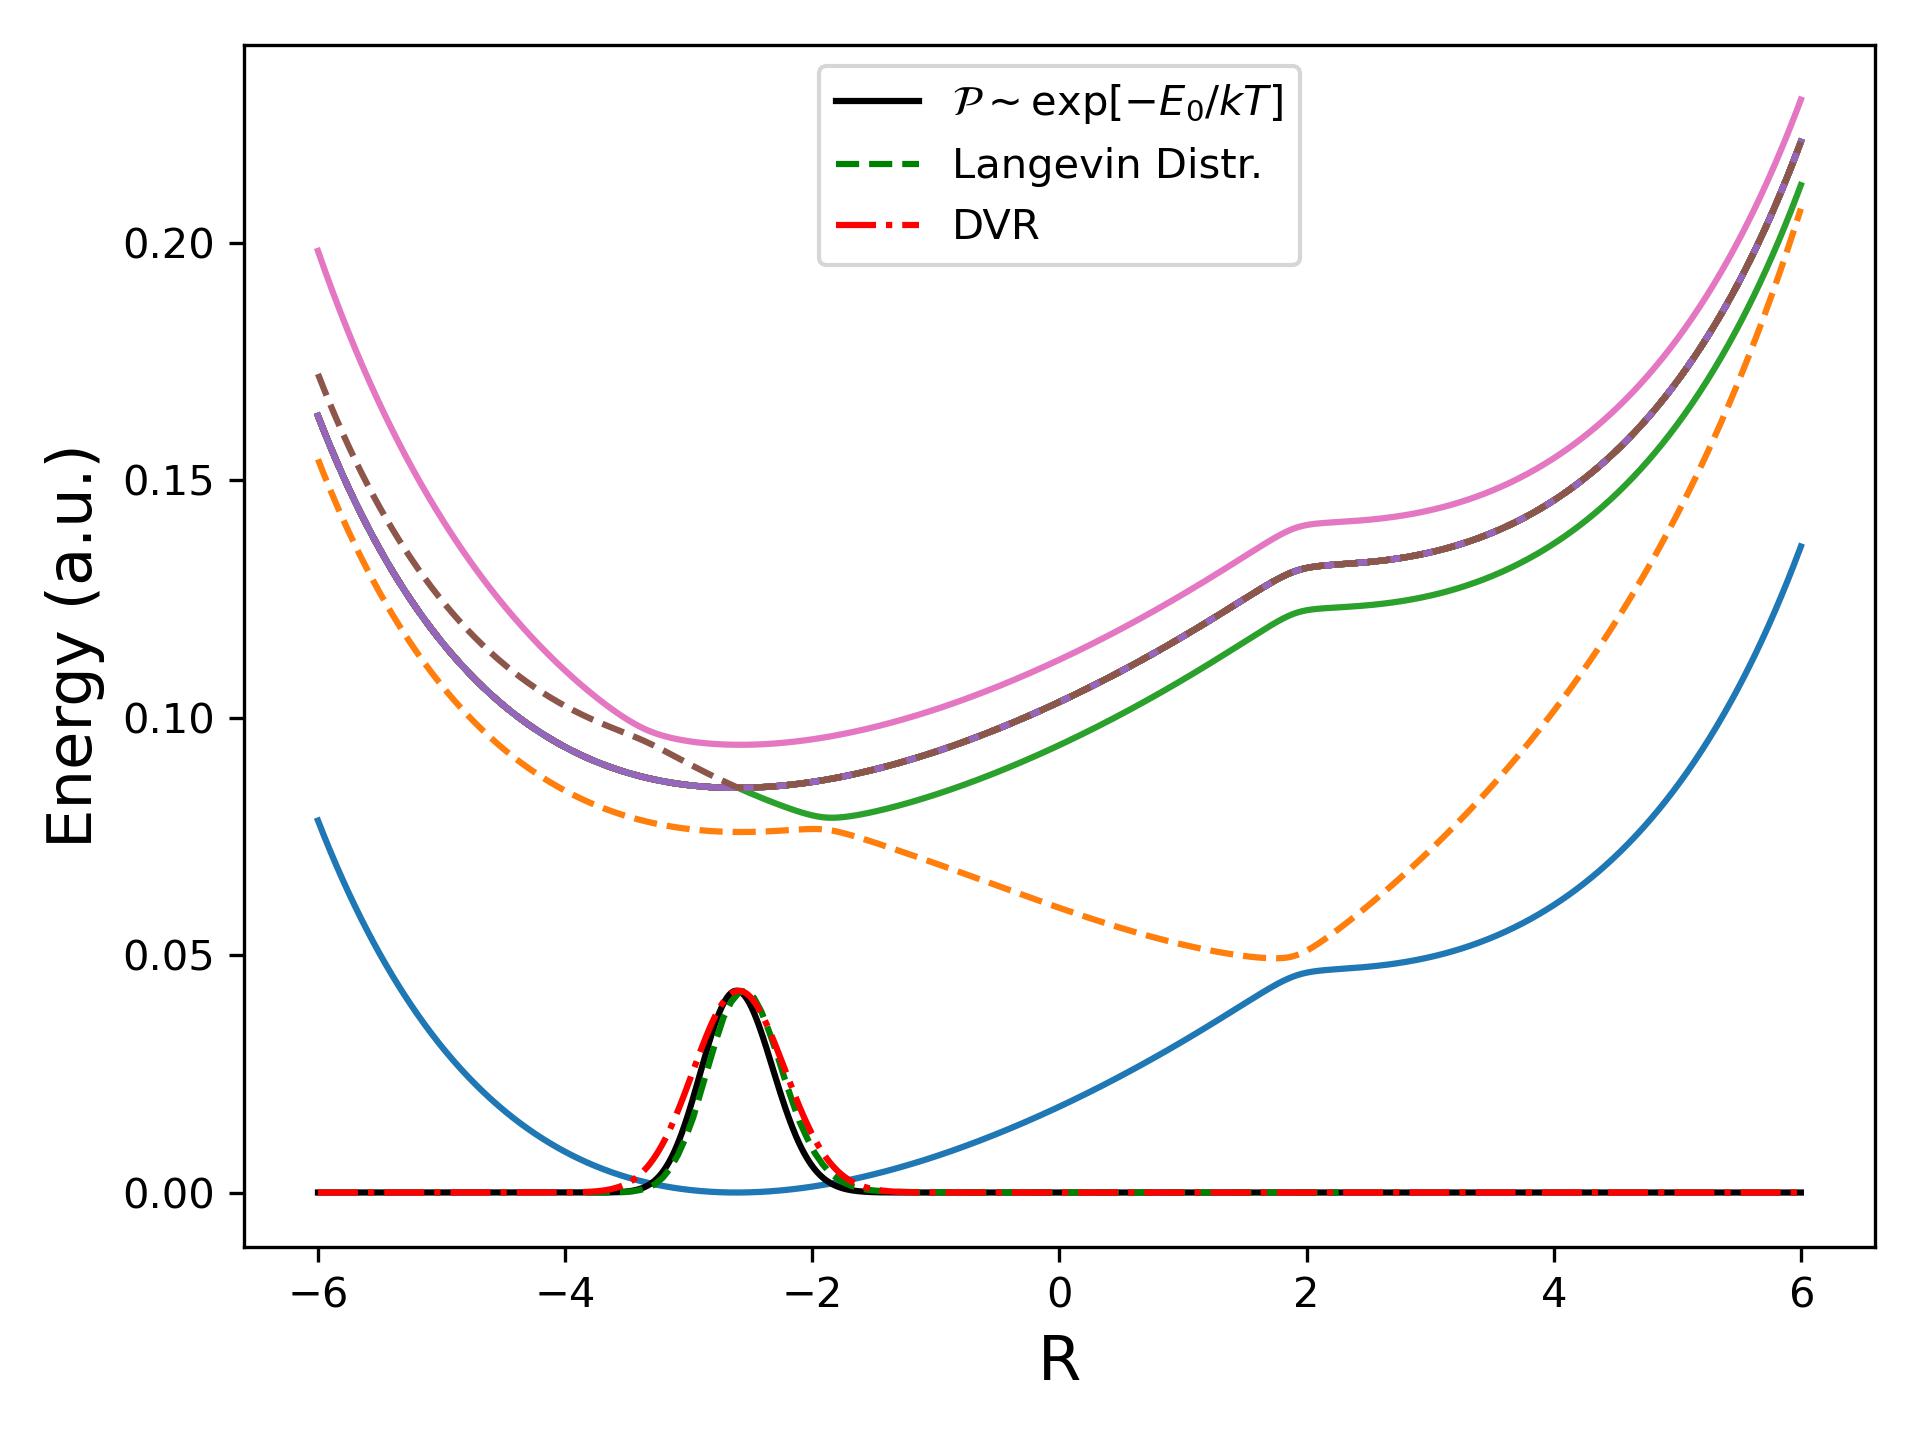 𝒫 ~ exp[−E₀/kT]
Langevin Distr.
DVR
Energy (a.u.)
0.20
0.15
0.10
0.05
0.00
−6 −4 −2 0 2 4 6
R